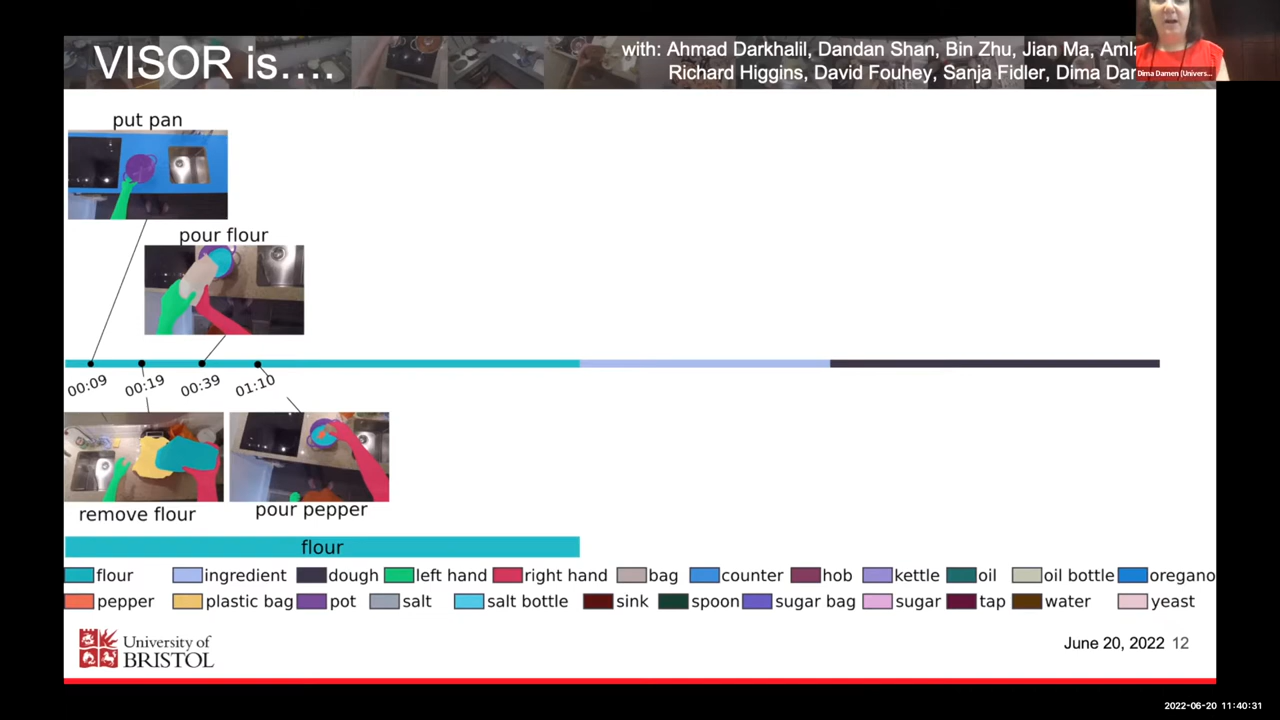 VISOR is....
with: Ahmad Darkhalil, Dandan Shan, Bin Zhu, Jian Ma,
Richard Higgins, David Fouhey, Sanja Fidler, Dima
Dima Damen (Univers...
put pan
pour flour
00:09 00:19 00:39 01:10
remove flour
pour pepper
flour
flour ingredient dough left hand right hand bag counter hob kettle oil oil bottle oregano
pepper plastic bag pot salt salt bottle sink spoon sugar bag sugar tap water yeast
University of
BRISTOL
June 20, 2022 12
2022-06-20 11:40:31